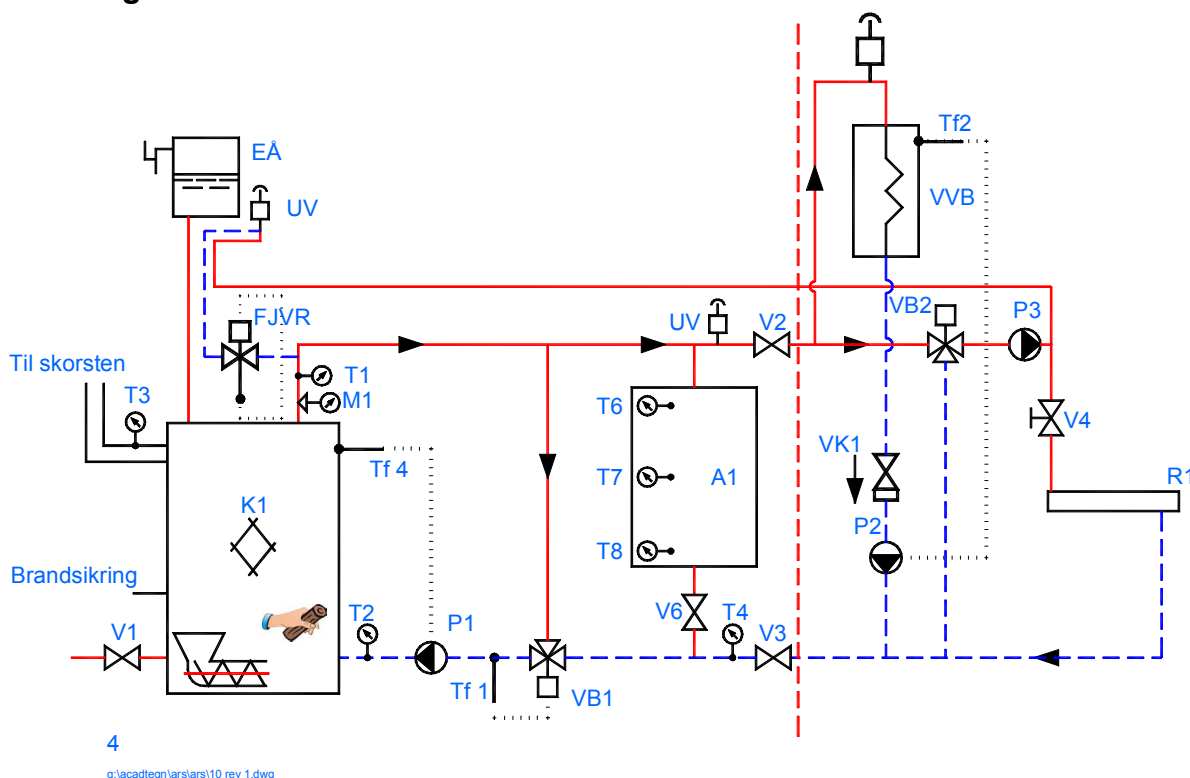 Tf2
EÅ
UV
VVB
VB2
P3
FJVR
UV
V2
Til skorsten
T1
T3
M1
T6
V4
VK1
Tf 4
T7
A1
R1
K1
P2
T8
Brandsikring
T2
P1
V6
T4
V3
V1
Tf 1
VB1
4
g:\acadtegn\ars\ars\10 rev 1.dwg